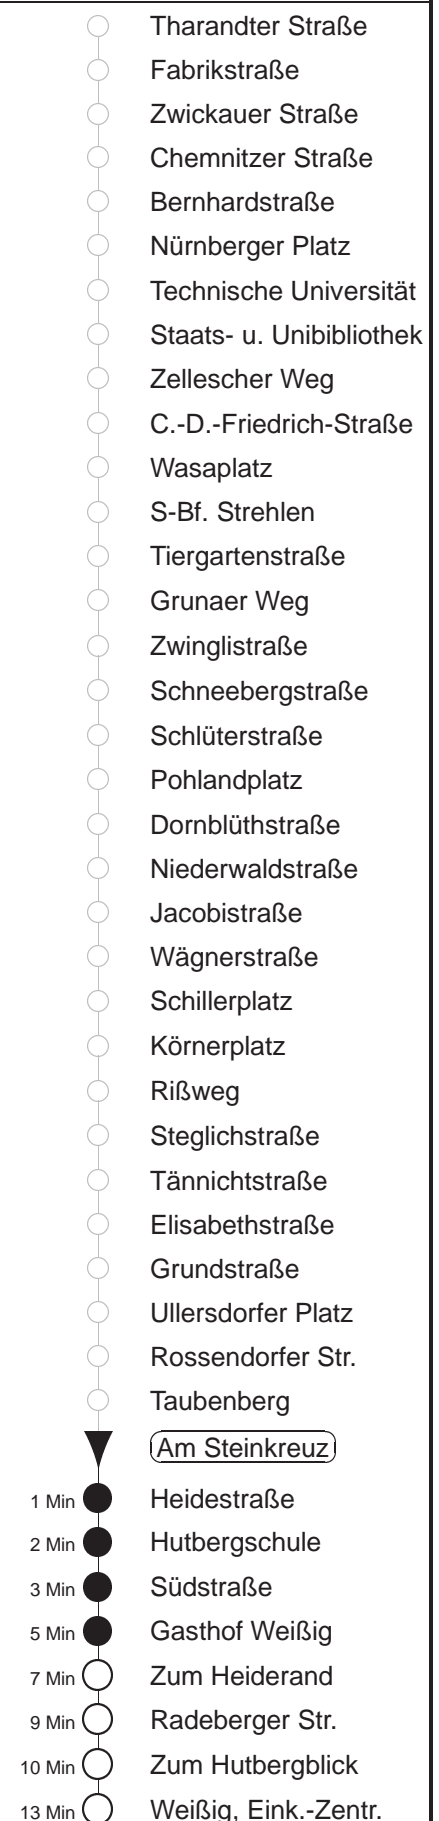 Tharandter Straße
Fabrikstraße
Zwickauer Straße
Chemnitzer Straße
Bernhardstraße
Nürnberger Platz
Technische Universität
Staats- u. Unibibliothek
Zellescher Weg
C.-D.-Friedrich-Straße
Wasaplatz
S-Bf. Strehlen
Tiergartenstraße
Grunaer Weg
Zwinglistraße
Schneebergstraße
Schlüterstraße
Pohlandplatz
Dornblüthstraße
Niederwaldstraße
Jacobistraße
Wägnerstraße
Schillerplatz
Körnerplatz
Rißweg
Steglichstraße
Tännichtstraße
Elisabethstraße
Grundstraße
Ullersdorfer Platz
Rossendorfer Str.
Taubenberg
Am Steinkreuz
1 Min Heidestraße
2 Min Hutbergschule
3 Min Südstraße
5 Min Gasthof Weißig
7 Min Zum Heiderand
9 Min Radeberger Str.
10 Min Zum Hutbergblick
13 Min Weißig, Eink.-Zentr.